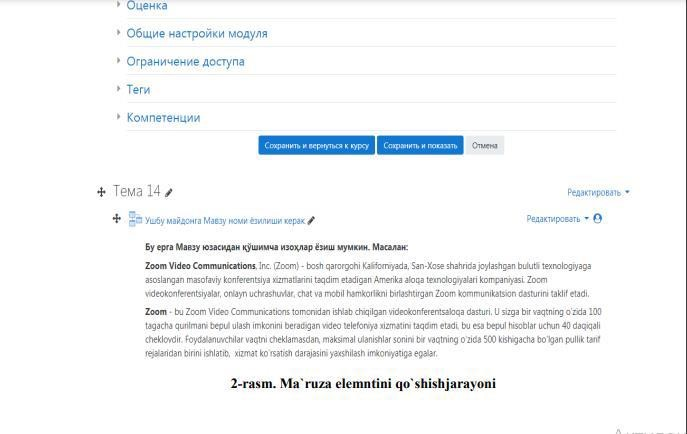 Оценка
Общие настройки модуля
Ограничение доступа
Теги
Компетенции
Сохранить и вернуться к курсу Сохранить и показать Отмена
Тема 14 Редактировать
Ушбу майдонга Мавзу номи ёзилиши керак Редактировать
Бу ерга Мавзу юзасидан қўшимча изоҳлар ёзиш мумкин. Масалан:
Zoom Video Communications, Inc. (Zoom) - bosh qarorgohi Kaliforniyada, San-Xose shahrida joylashgan bulutli texnologiyaga
asoslangan masofaviy konferentsiya xizmatlarini taqdim etadigan Amerika aloqa texnologiyalari kompaniyasi. Zoom
videokonferentsiyalar, onlayn uchrashuvlar, chat va mobil hamkorlikni birlashtirgan Zoom kommunikatsion dasturini taklif etadi.
Zoom - bu Zoom Video Communications tomonidan ishlab chiqilgan videokonferentsaloqa dasturi. U sizga bir vaqtning o'zida 100
tagacha qurilmani bepul ulash imkonini beradigan video telefoniya xizmatini taqdim etadi, bu esa bepul hisoblar uchun 40 daqiqali
cheklovdir. Foydalanuvchilar vaqtni cheklamasdan, maksimal ulanishlar sonini bir vaqtning o'zida 500 kishigacha bo'lgan pullik tarif
rejalaridan birini ishlatib, xizmat ko'rsatish darajasini yaxshilash imkoniyatiga egalar.
2-rasm. Ma`ruza elemntini qo`shishjarayoni